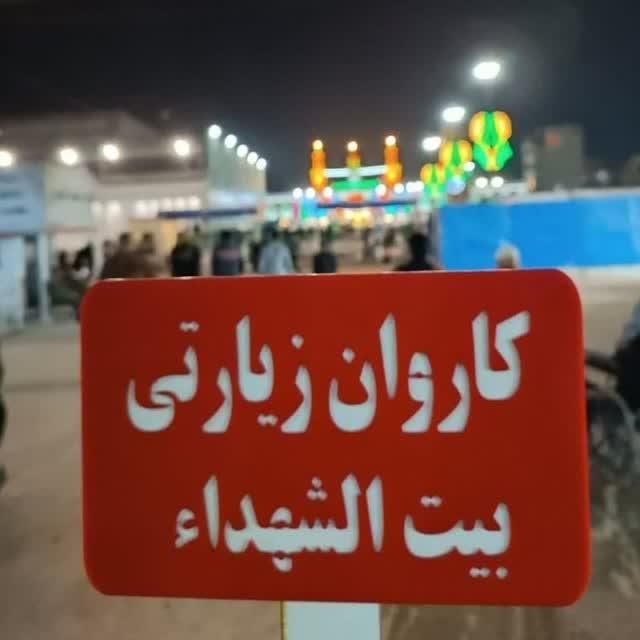 کاروان زیارتی
بیت الشهداء